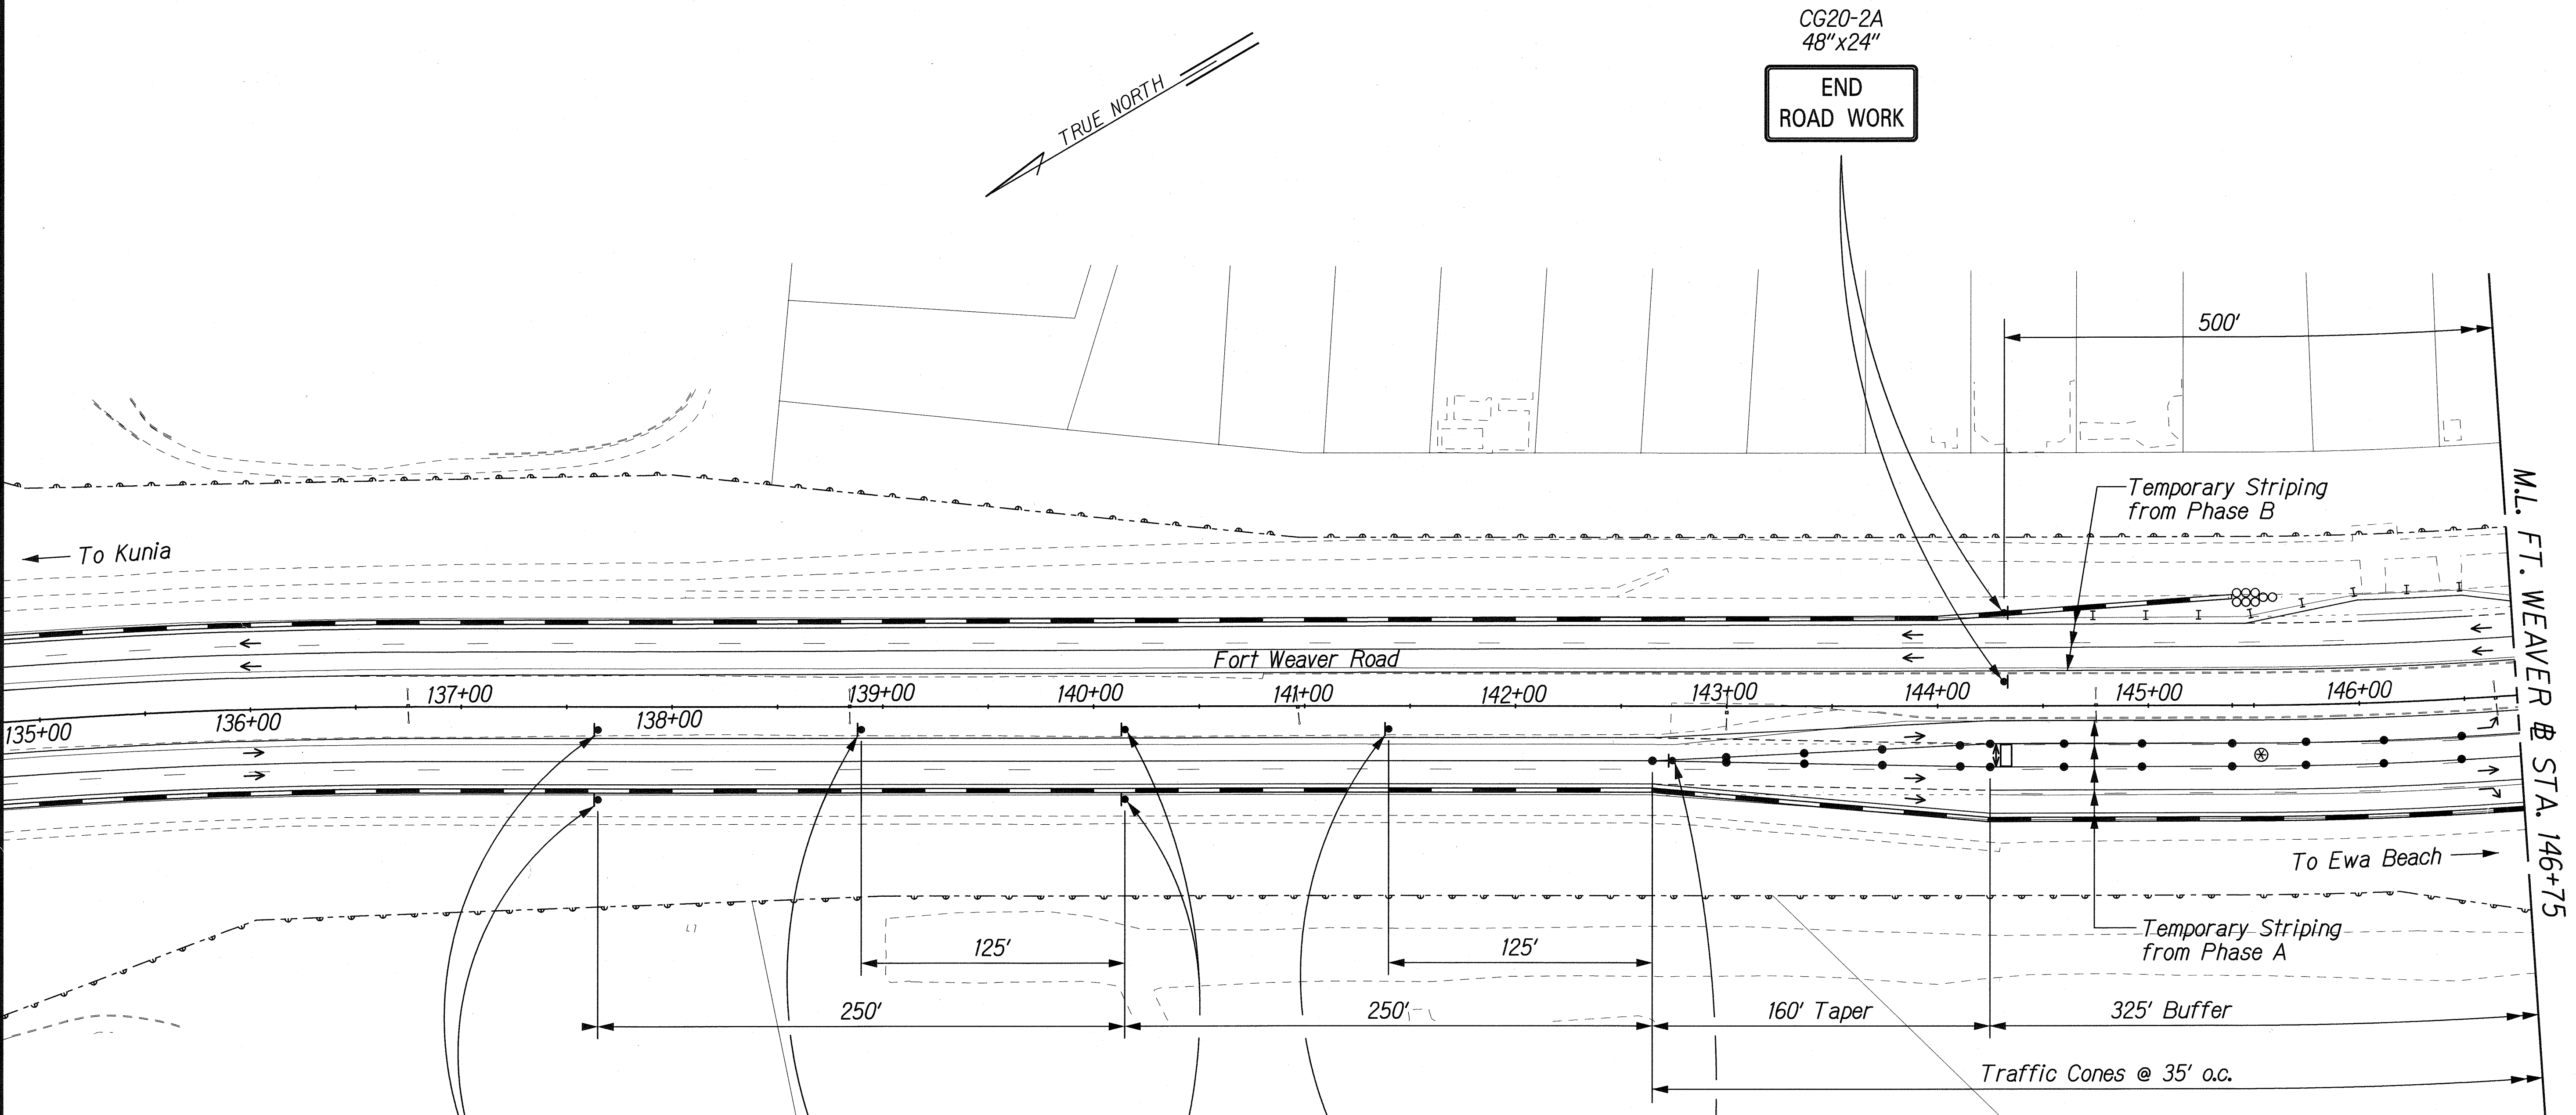 CG20-2A
48"x24"
END
ROAD WORK
TRUE NORTH
500'
Temporary Striping
from Phase B
To Kunia
Fort Weaver Road
135+00
136+00
137+00
138+00
139+00
140+00
141+00
142+00
143+00
144+00
145+00
146+00
M.L. FT. WEAVER ℄ STA. 146+75
To Ewa Beach
Temporary Striping
from Phase A
125'
125'
250'
250'
160' Taper
325' Buffer
Traffic Cones @ 35' o.c.